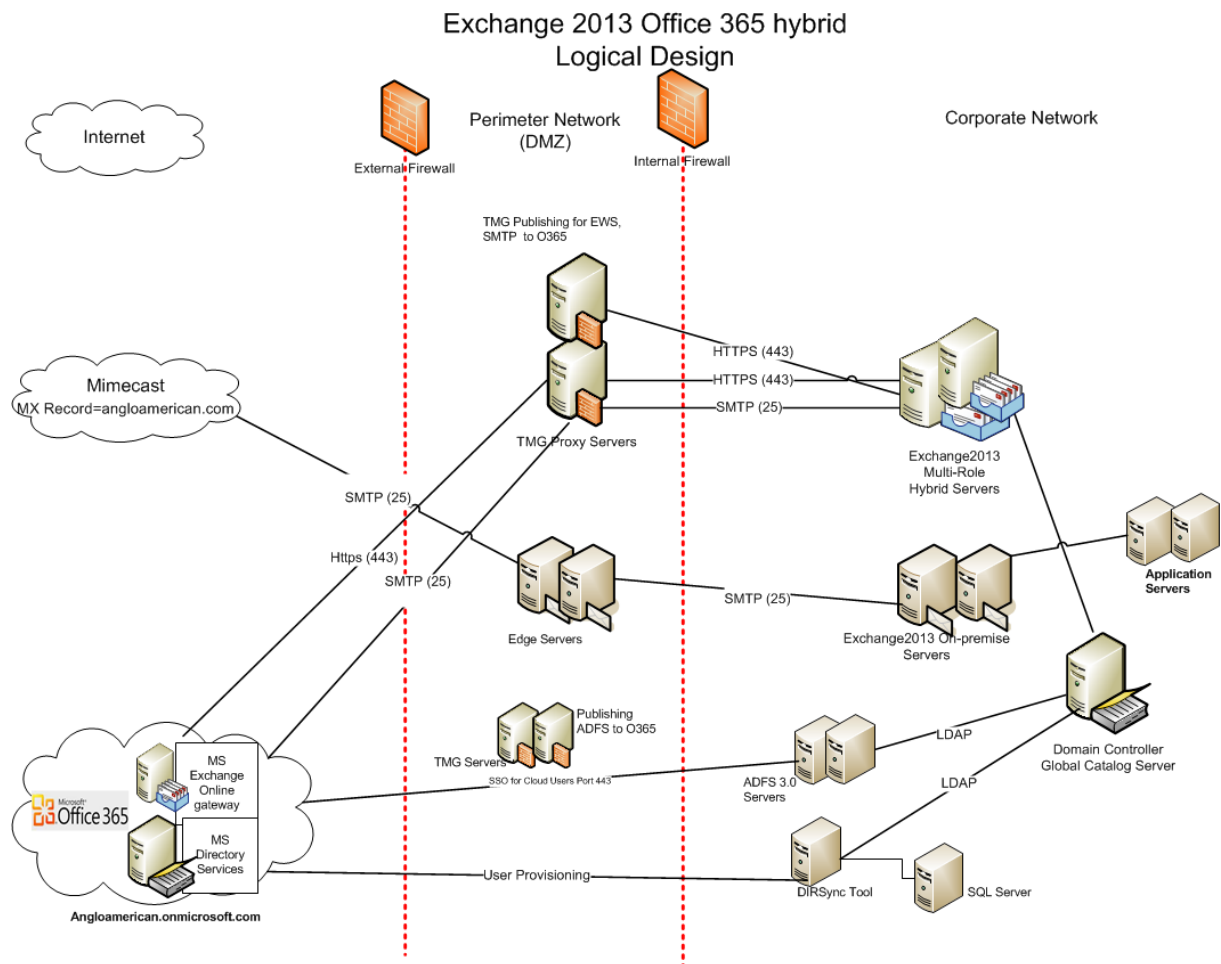 Exchange 2013 Office 365 hybrid
Logical Design
Internet
External Firewall
Perimeter Network
(DMZ)
Internal Firewall
Corporate Network
TMG Publishing for EWS,
SMTP to O365
HTTPS (443)
HTTPS (443)
SMTP (25)
TMG Proxy Servers
Mimecast
MX Record=angloamerican.com
Exchange2013
Multi-Role
Hybrid Servers
SMTP (25)
Https (443)
SMTP (25)
Edge Servers
SMTP (25)
Exchange2013 On-premise
Servers
Application
Servers
Publishing
ADFS to O365
TMG Servers
SSO for Cloud Users Port 443
ADFS 3.0
Servers
LDAP
LDAP
Domain Controller
Global Catalog Server
MS
Exchange
Online
gateway
Microsoft®
Office 365
MS
Directory
Services
User Provisioning
DIRSync Tool
SQL Server
Angloamerican.onmicrosoft.com